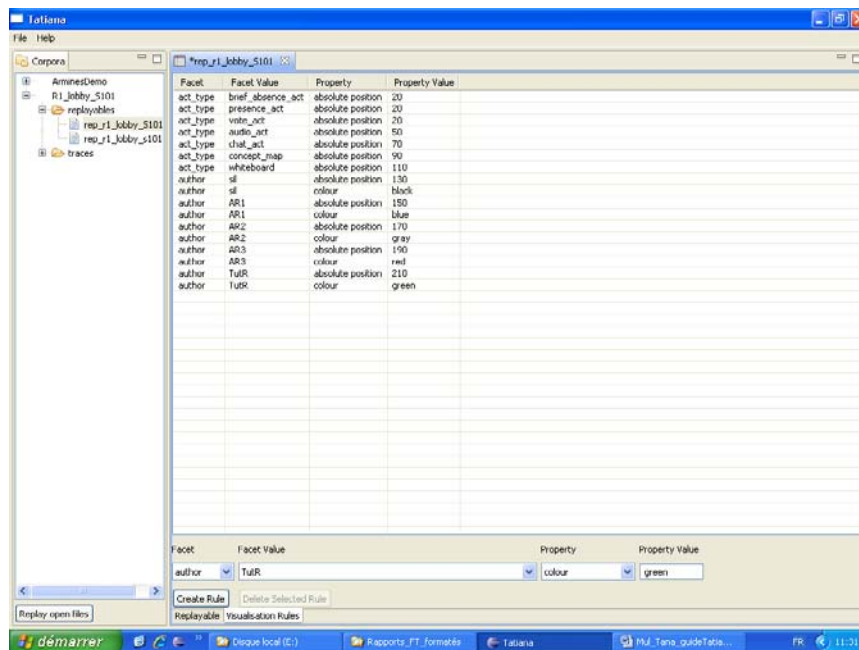 Tatiana
File Help
Corpora
*rep_r1_lobby_S101
ArminesDemo
R1_lobby_S101
replayables
rep_r1_lobby_S101
rep_r1_lobby_s101
traces
Facet Facet Value Property Property Value
act_type brief_absence_act absolute position 20
act_type presence_act absolute position 20
act_type vote_act absolute position 20
act_type audio_act absolute position 50
act_type chat_act absolute position 70
act_type concept_map absolute position 90
act_type whiteboard absolute position 110
author sil absolute position 130
author sil colour black
author AR1 absolute position 150
author AR1 colour blue
author AR2 absolute position 170
author AR2 colour gray
author AR3 absolute position 190
author AR3 colour red
author TutR absolute position 210
author TutR colour green
Facet Facet Value Property Property Value
author TutR colour green
Create Rule Delete Selected Rule
Replay open files
Replayable Visualisation Rules
démarrer Disque local (E:) Rapports_FT_formatés Tatiana Mul_Tana_guideTatia... FR 11:31